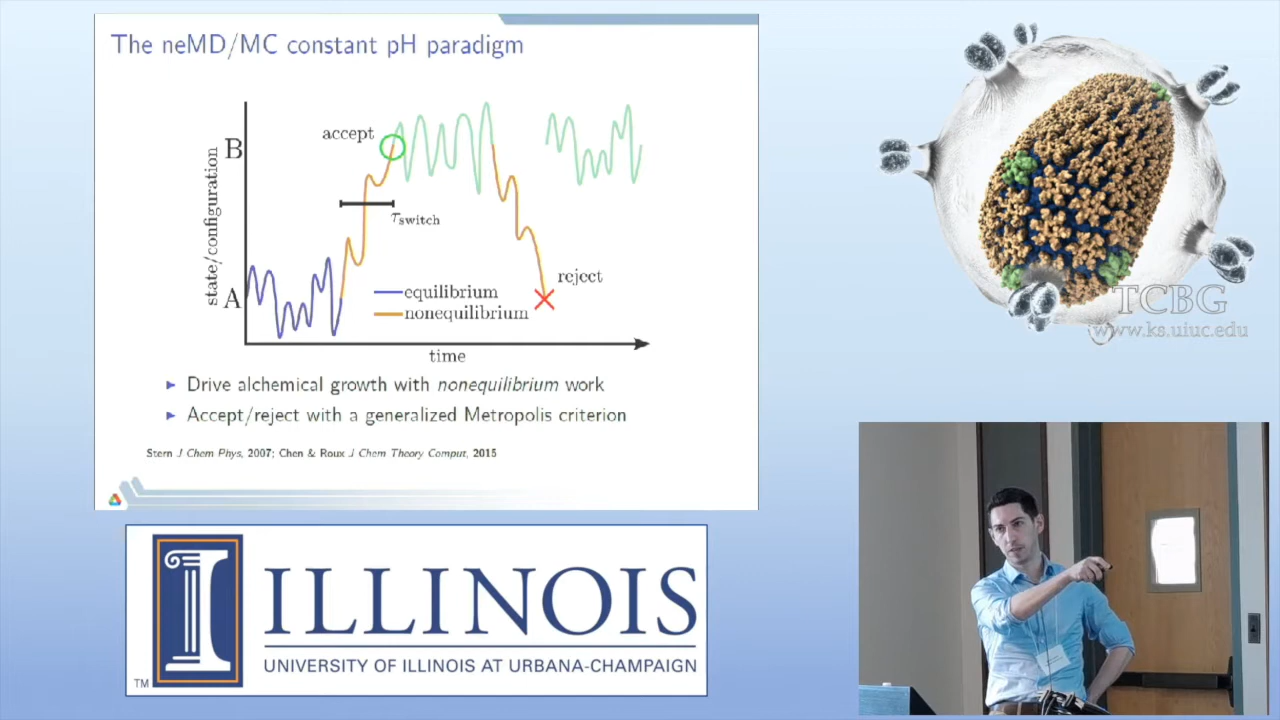 The neMD/MC constant pH paradigm
accept
B
τswitch
state/configuration
reject
A
equilibrium
nonequilibrium
time
► Drive alchemical growth with nonequilibrium work
► Accept/reject with a generalized Metropolis criterion
Stern J Chem Phys, 2007; Chen & Roux J Chem Theory Comput, 2015
TCBG
www.ks.uiuc.edu
I ILLINOIS
UNIVERSITY OF ILLINOIS AT URBANA-CHAMPAIGN
TM